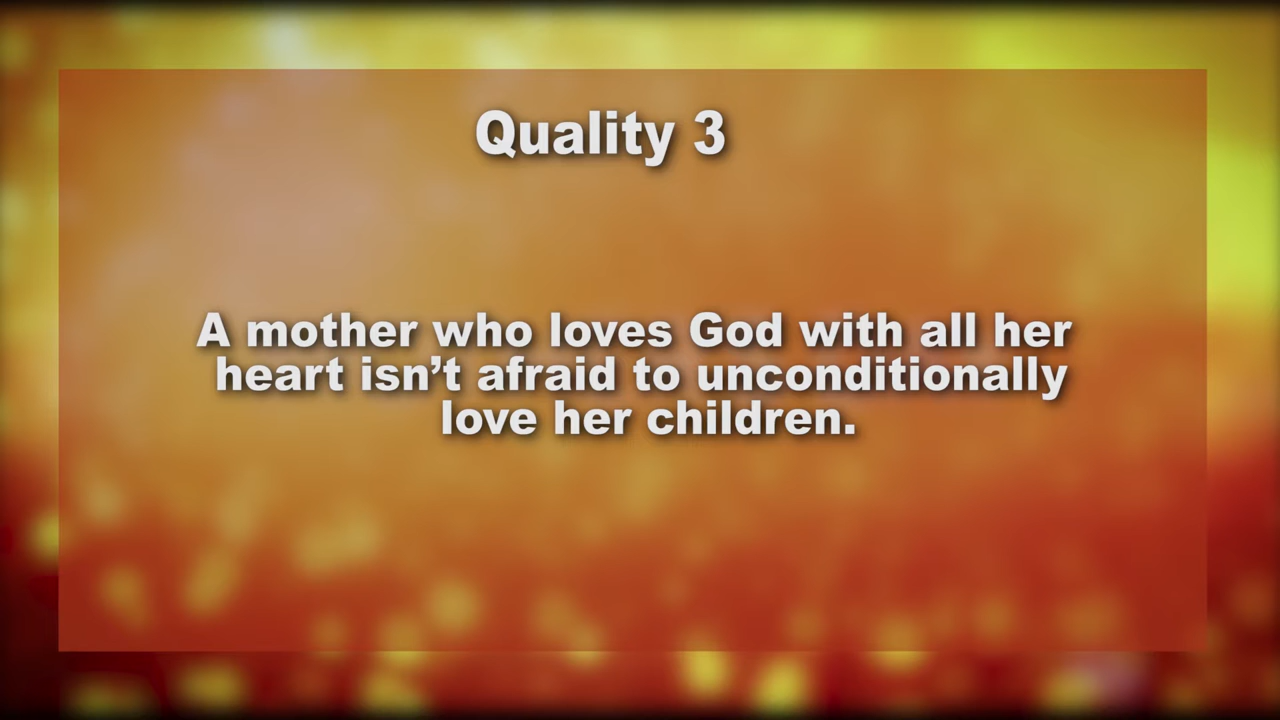 Quality 3
A mother who loves God with all her
heart isn’t afraid to unconditionally
love her children.